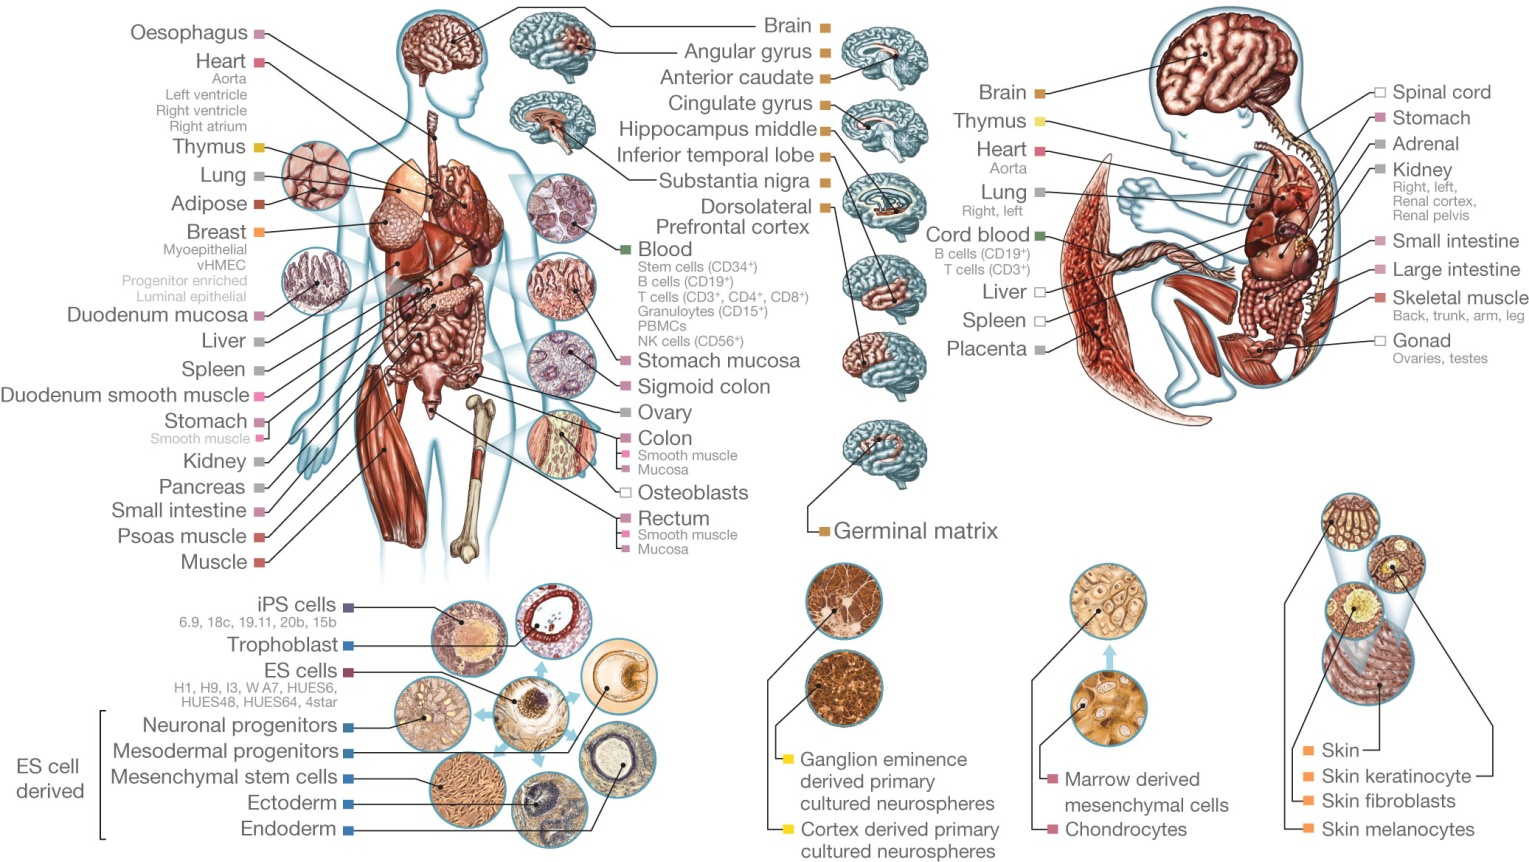 Oesophagus
Heart
Aorta
Left ventricle
Right ventricle
Right atrium
Thymus
Lung
Adipose
Breast
Myoepithelial
vHMEC
Progenitor enriched
Luminal epithelial
Duodenum mucosa
Liver
Spleen
Duodenum smooth muscle
Stomach
Smooth muscle
Kidney
Pancreas
Small intestine
Psoas muscle
Muscle
Brain
Angular gyrus
Anterior caudate
Cingulate gyrus
Hippocampus middle
Inferior temporal lobe
Substantia nigra
Dorsolateral
Prefrontal cortex
Blood
Stem cells (CD34⁺)
B cells (CD19⁺)
T cells (CD3⁺, CD4⁺, CD8⁺)
Granuloytes (CD15⁺)
PBMCs
NK cells (CD56⁺)
Stomach mucosa
Sigmoid colon
Ovary
Colon
Smooth muscle
Mucosa
Osteoblasts
Rectum
Smooth muscle
Mucosa
Germinal matrix
Brain
Thymus
Heart
Aorta
Lung
Right, left
Cord blood
B cells (CD19⁺)
T cells (CD3⁺)
Liver
Spleen
Placenta
Spinal cord
Stomach
Adrenal
Kidney
Right, left,
Renal cortex,
Renal pelvis
Small intestine
Large intestine
Skeletal muscle
Back, trunk, arm, leg
Gonad
Ovaries, testes
iPS cells
6.9, 18c, 19.11, 20b, 15b
Trophoblast
ES cells
H1, H9, I3, W A7, HUES6,
HUES48, HUES64, 4star
ES cell
derived
Neuronal progenitors
Mesodermal progenitors
Mesenchymal stem cells
Ectoderm
Endoderm
Ganglion eminence
derived primary
cultured neurospheres
Cortex derived primary
cultured neurospheres
Marrow derived
mesenchymal cells
Chondrocytes
Skin
Skin keratinocyte
Skin fibroblasts
Skin melanocytes